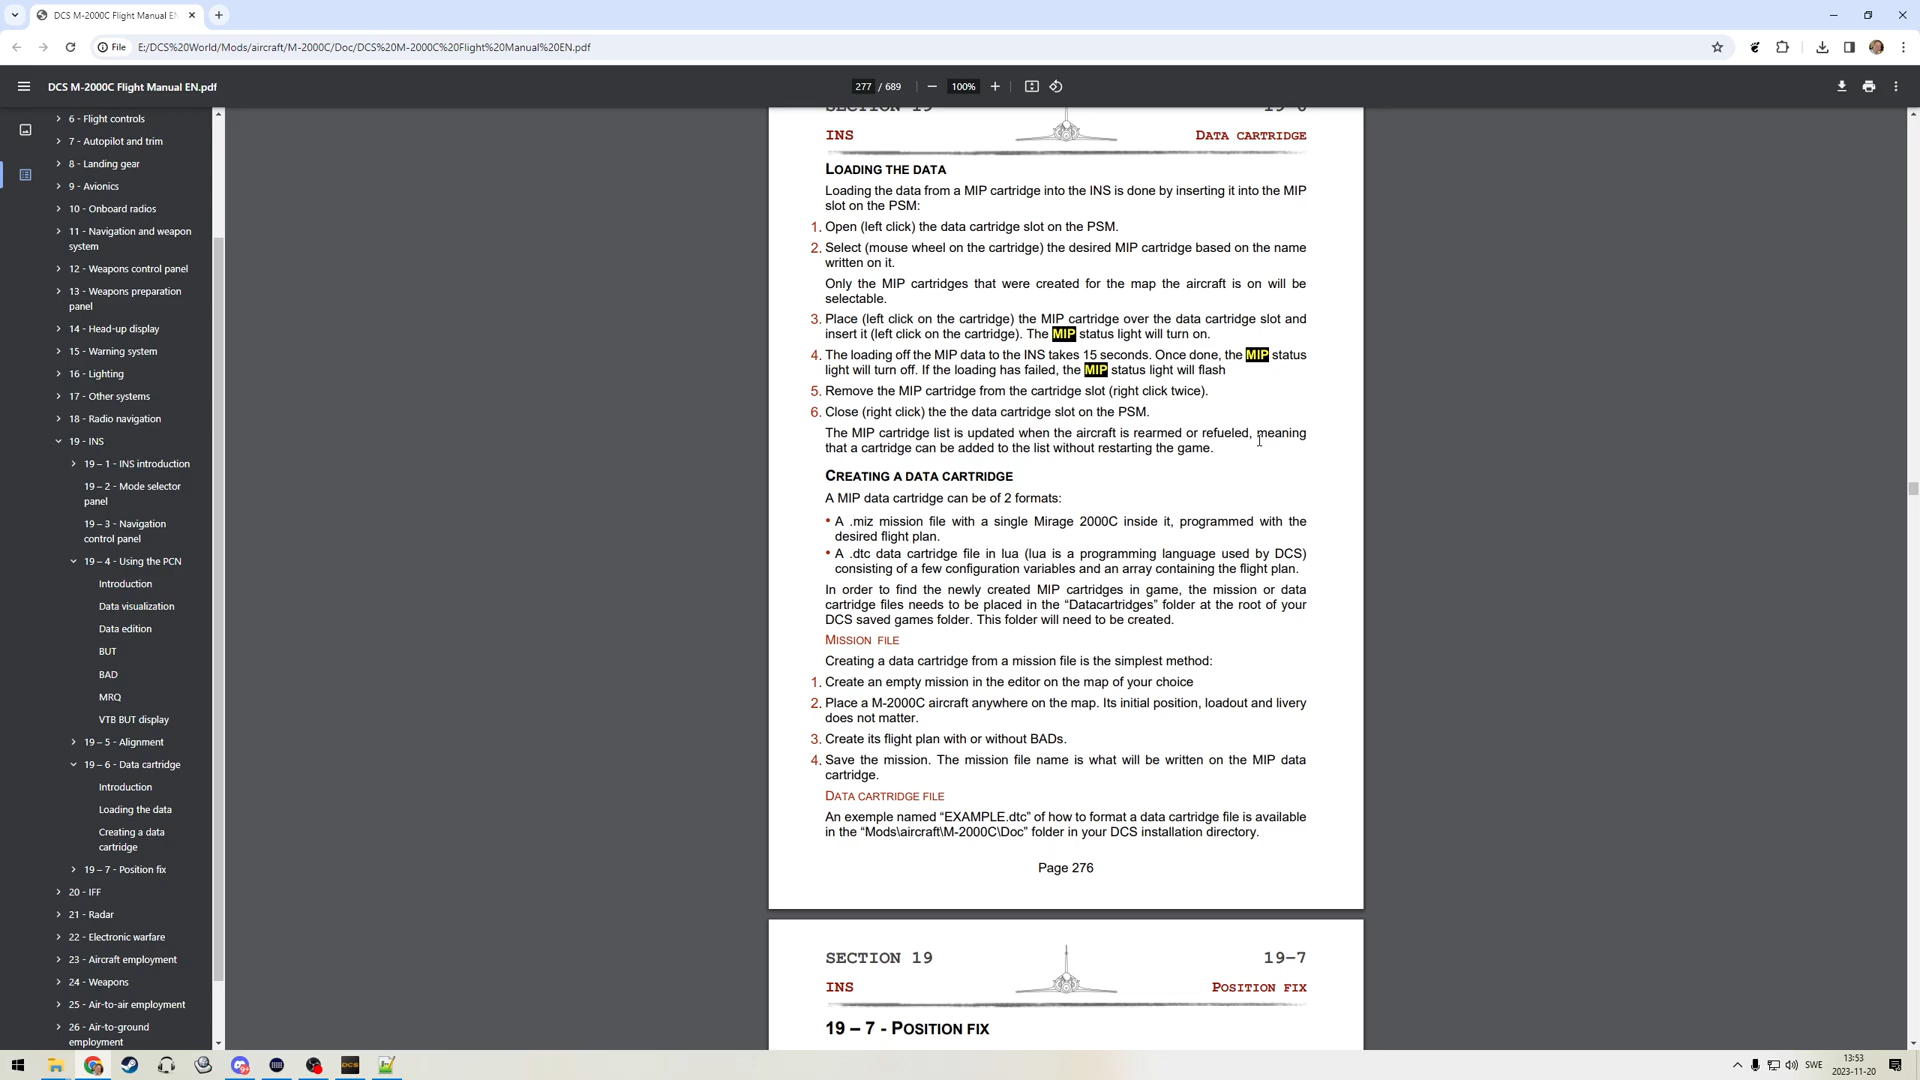 DCS M-2000C Flight Manual EN
File
E:/DCS%20World/Mods/aircraft/M-2000C/Doc/DCS%20M-2000C%20Flight%20Manual%20EN.pdf
DCS M-2000C Flight Manual EN.pdf
277 / 689
100%
6 - Flight controls
7 - Autopilot and trim
8 - Landing gear
9 - Avionics
10 - Onboard radios
11 - Navigation and weapon
system
12 - Weapons control panel
13 - Weapons preparation
panel
14 - Head-up display
15 - Warning system
16 - Lighting
17 - Other systems
18 - Radio navigation
19 - INS
19 – 1 - INS introduction
19 – 2 - Mode selector
panel
19 – 3 - Navigation
control panel
19 – 4 - Using the PCN
Introduction
Data visualization
Data edition
BUT
BAD
MRQ
VTB BUT display
19 – 5 - Alignment
19 – 6 - Data cartridge
Introduction
Loading the data
Creating a data
cartridge
19 – 7 - Position fix
20 - IFF
21 - Radar
22 - Electronic warfare
23 - Aircraft employment
24 - Weapons
25 - Air-to-air employment
26 - Air-to-ground
employment
SECTION 19
19-6
INS
DATA CARTRIDGE
LOADING THE DATA
Loading the data from a MIP cartridge into the INS is done by inserting it into the MIP
slot on the PSM:
1. Open (left click) the data cartridge slot on the PSM.
2. Select (mouse wheel on the cartridge) the desired MIP cartridge based on the name
written on it.
Only the MIP cartridges that were created for the map the aircraft is on will be
selectable.
3. Place (left click on the cartridge) the MIP cartridge over the data cartridge slot and
insert it (left click on the cartridge). The MIP status light will turn on.
4. The loading off the MIP data to the INS takes 15 seconds. Once done, the MIP status
light will turn off. If the loading has failed, the MIP status light will flash
5. Remove the MIP cartridge from the cartridge slot (right click twice).
6. Close (right click) the the data cartridge slot on the PSM.
The MIP cartridge list is updated when the aircraft is rearmed or refueled, meaning
that a cartridge can be added to the list without restarting the game.
CREATING A DATA CARTRIDGE
A MIP data cartridge can be of 2 formats:
• A .miz mission file with a single Mirage 2000C inside it, programmed with the
desired flight plan.
• A .dtc data cartridge file in lua (lua is a programming language used by DCS)
consisting of a few configuration variables and an array containing the flight plan.
In order to find the newly created MIP cartridges in game, the mission or data
cartridge files needs to be placed in the “Datacartridges” folder at the root of your
DCS saved games folder. This folder will need to be created.
MISSION FILE
Creating a data cartridge from a mission file is the simplest method:
1. Create an empty mission in the editor on the map of your choice
2. Place a M-2000C aircraft anywhere on the map. Its initial position, loadout and livery
does not matter.
3. Create its flight plan with or without BADs.
4. Save the mission. The mission file name is what will be written on the MIP data
cartridge.
DATA CARTRIDGE FILE
An exemple named “EXAMPLE.dtc” of how to format a data cartridge file is available
in the “Mods\aircraft\M-2000C\Doc” folder in your DCS installation directory.
Page 276
SECTION 19
19-7
INS
POSITION FIX
19 – 7 - POSITION FIX
DCS
SWE
13:53
2023-11-20